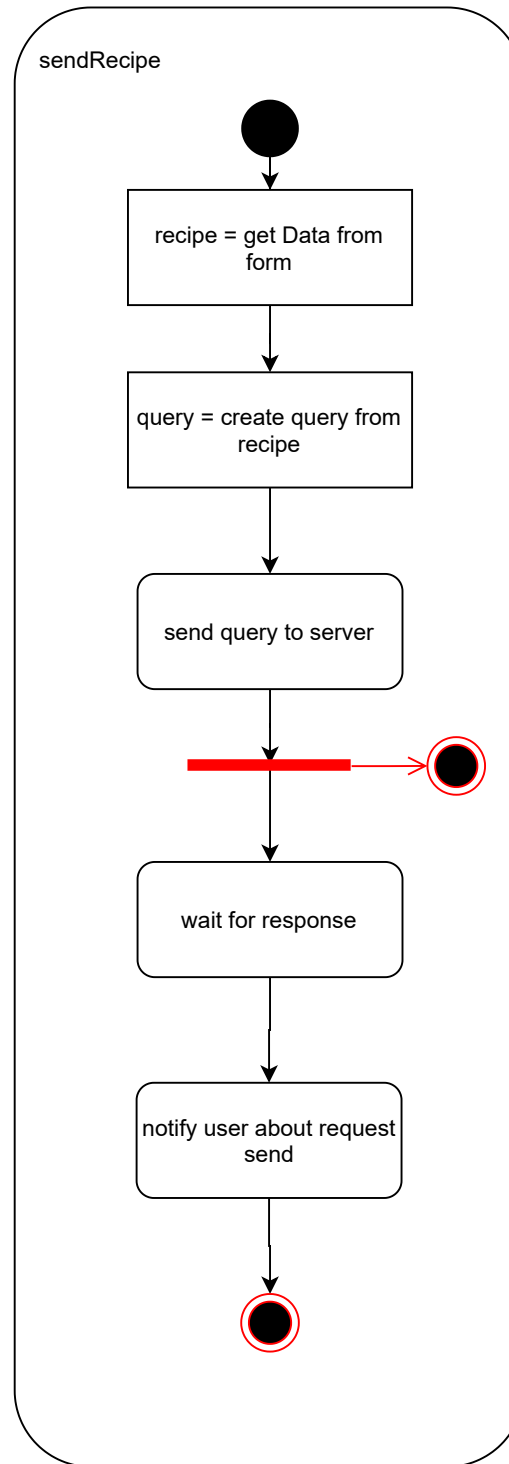 sendRecipe
recipe = get Data from
form
query = create query from
recipe
send query to server
wait for response
notify user about request
send